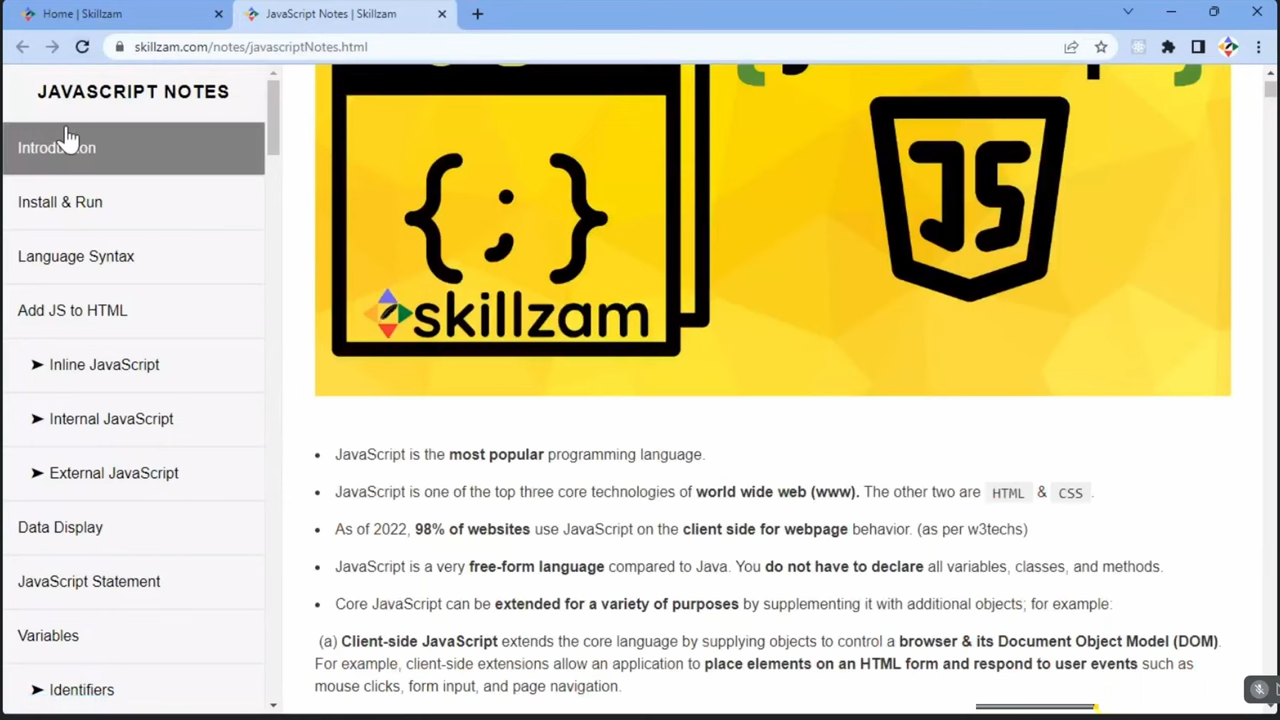 Home | Skillzam
JavaScript Notes | Skillzam
skillzam.com/notes/javascriptNotes.html
JAVASCRIPT NOTES
Introduction
Install & Run
Language Syntax
Add JS to HTML
➤ Inline JavaScript
➤ Internal JavaScript
➤ External JavaScript
Data Display
JavaScript Statement
Variables
➤ Identifiers
{;}
skillzam
JS
• JavaScript is the most popular programming language.
• JavaScript is one of the top three core technologies of world wide web (www). The other two are HTML & CSS.
• As of 2022, 98% of websites use JavaScript on the client side for webpage behavior. (as per w3techs)
• JavaScript is a very free-form language compared to Java. You do not have to declare all variables, classes, and methods.
• Core JavaScript can be extended for a variety of purposes by supplementing it with additional objects; for example:
(a) Client-side JavaScript extends the core language by supplying objects to control a browser & its Document Object Model (DOM).
For example, client-side extensions allow an application to place elements on an HTML form and respond to user events such as
mouse clicks, form input, and page navigation.